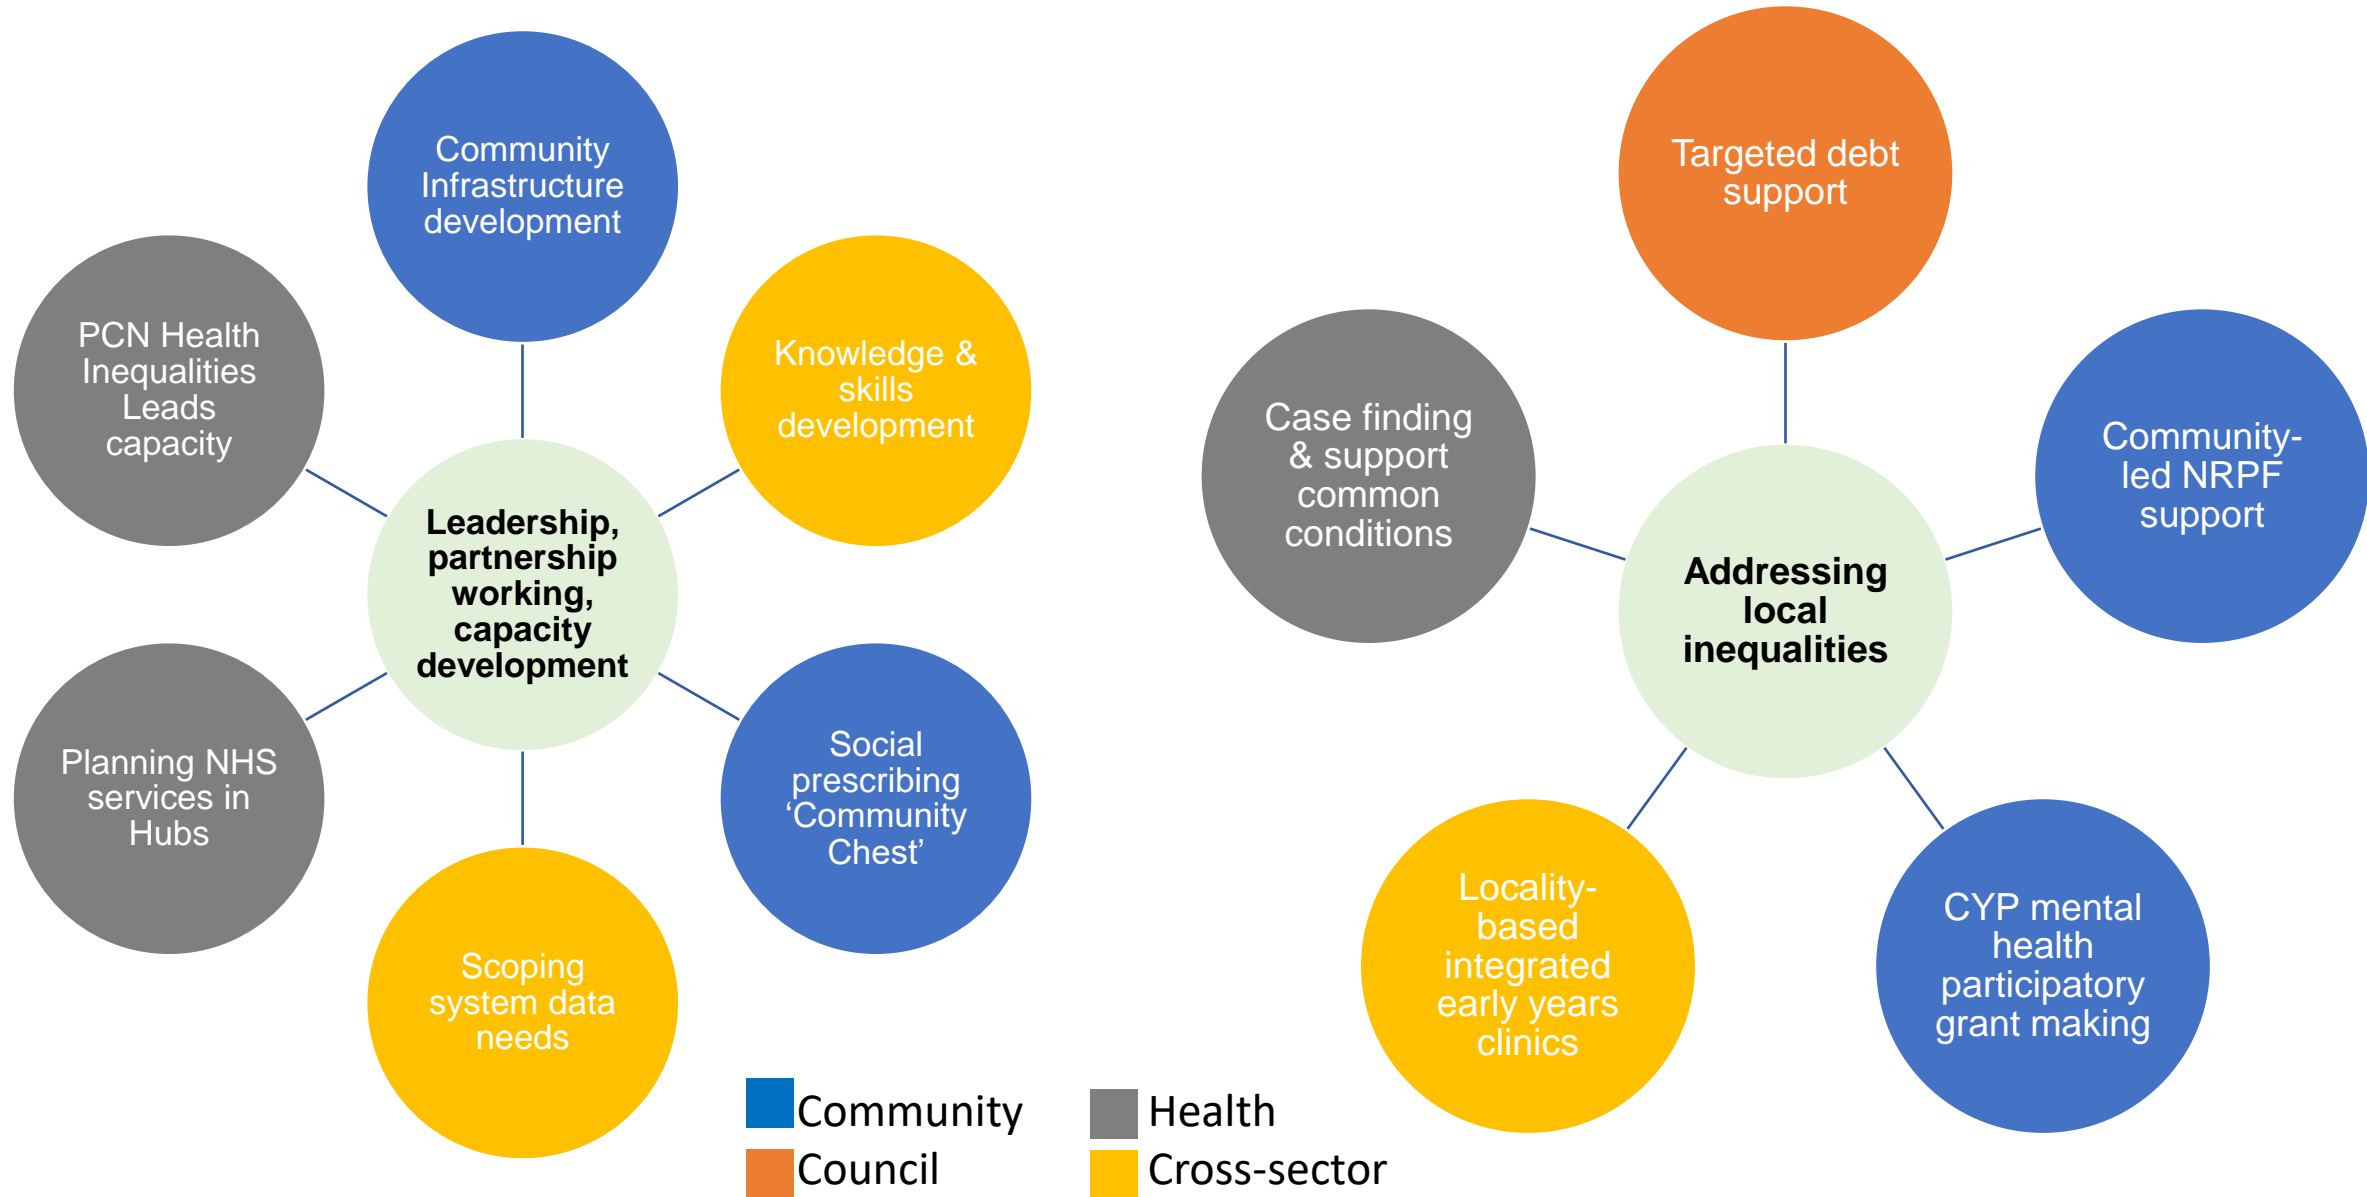 Community
Infrastructure
development
Knowledge &
skills
development
Social
prescribing
‘Community
Chest’
Scoping
system data
needs
Planning NHS
services in
Hubs
PCN Health
Inequalities
Leads
capacity
Leadership,
partnership
working,
capacity
development
Targeted debt
support
Community-
led NRPF
support
CYP mental
health
participatory
grant making
Locality-
based
integrated
early years
clinics
Case finding
& support
common
conditions
Addressing
local
inequalities
Community
Health
Council
Cross-sector